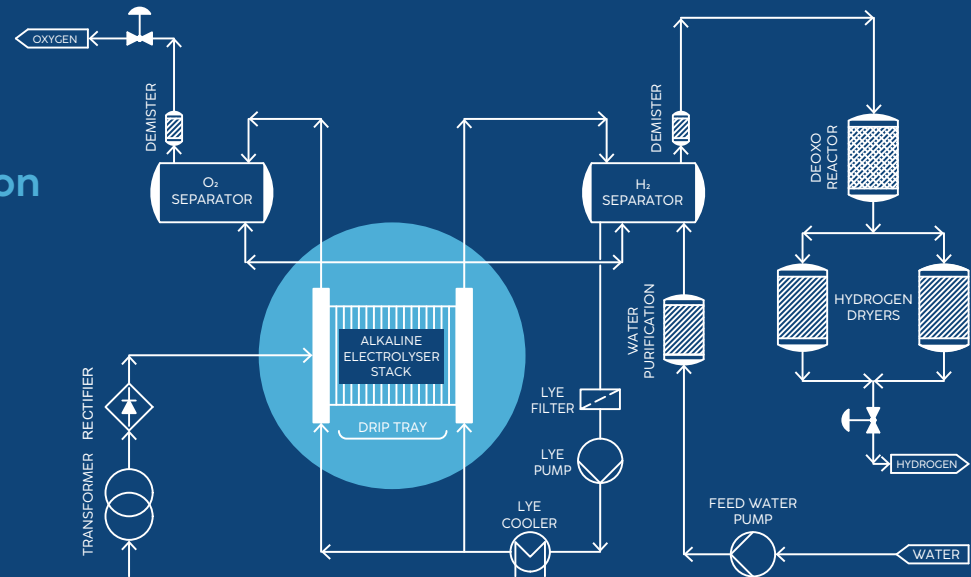 OXYGEN
DEMISTER
O₂
SEPARATOR
on
DEMISTER
H₂
SEPARATOR
DEOXO
REACTOR
HYDROGEN
DRYERS
WATER
PURIFICATION
ALKALINE
ELECTROLYSER
STACK
DRIP TRAY
RECTIFIER
TRANSFORMER
LYE
FILTER
LYE
PUMP
LYE
COOLER
FEED WATER
PUMP
HYDROGEN
WATER